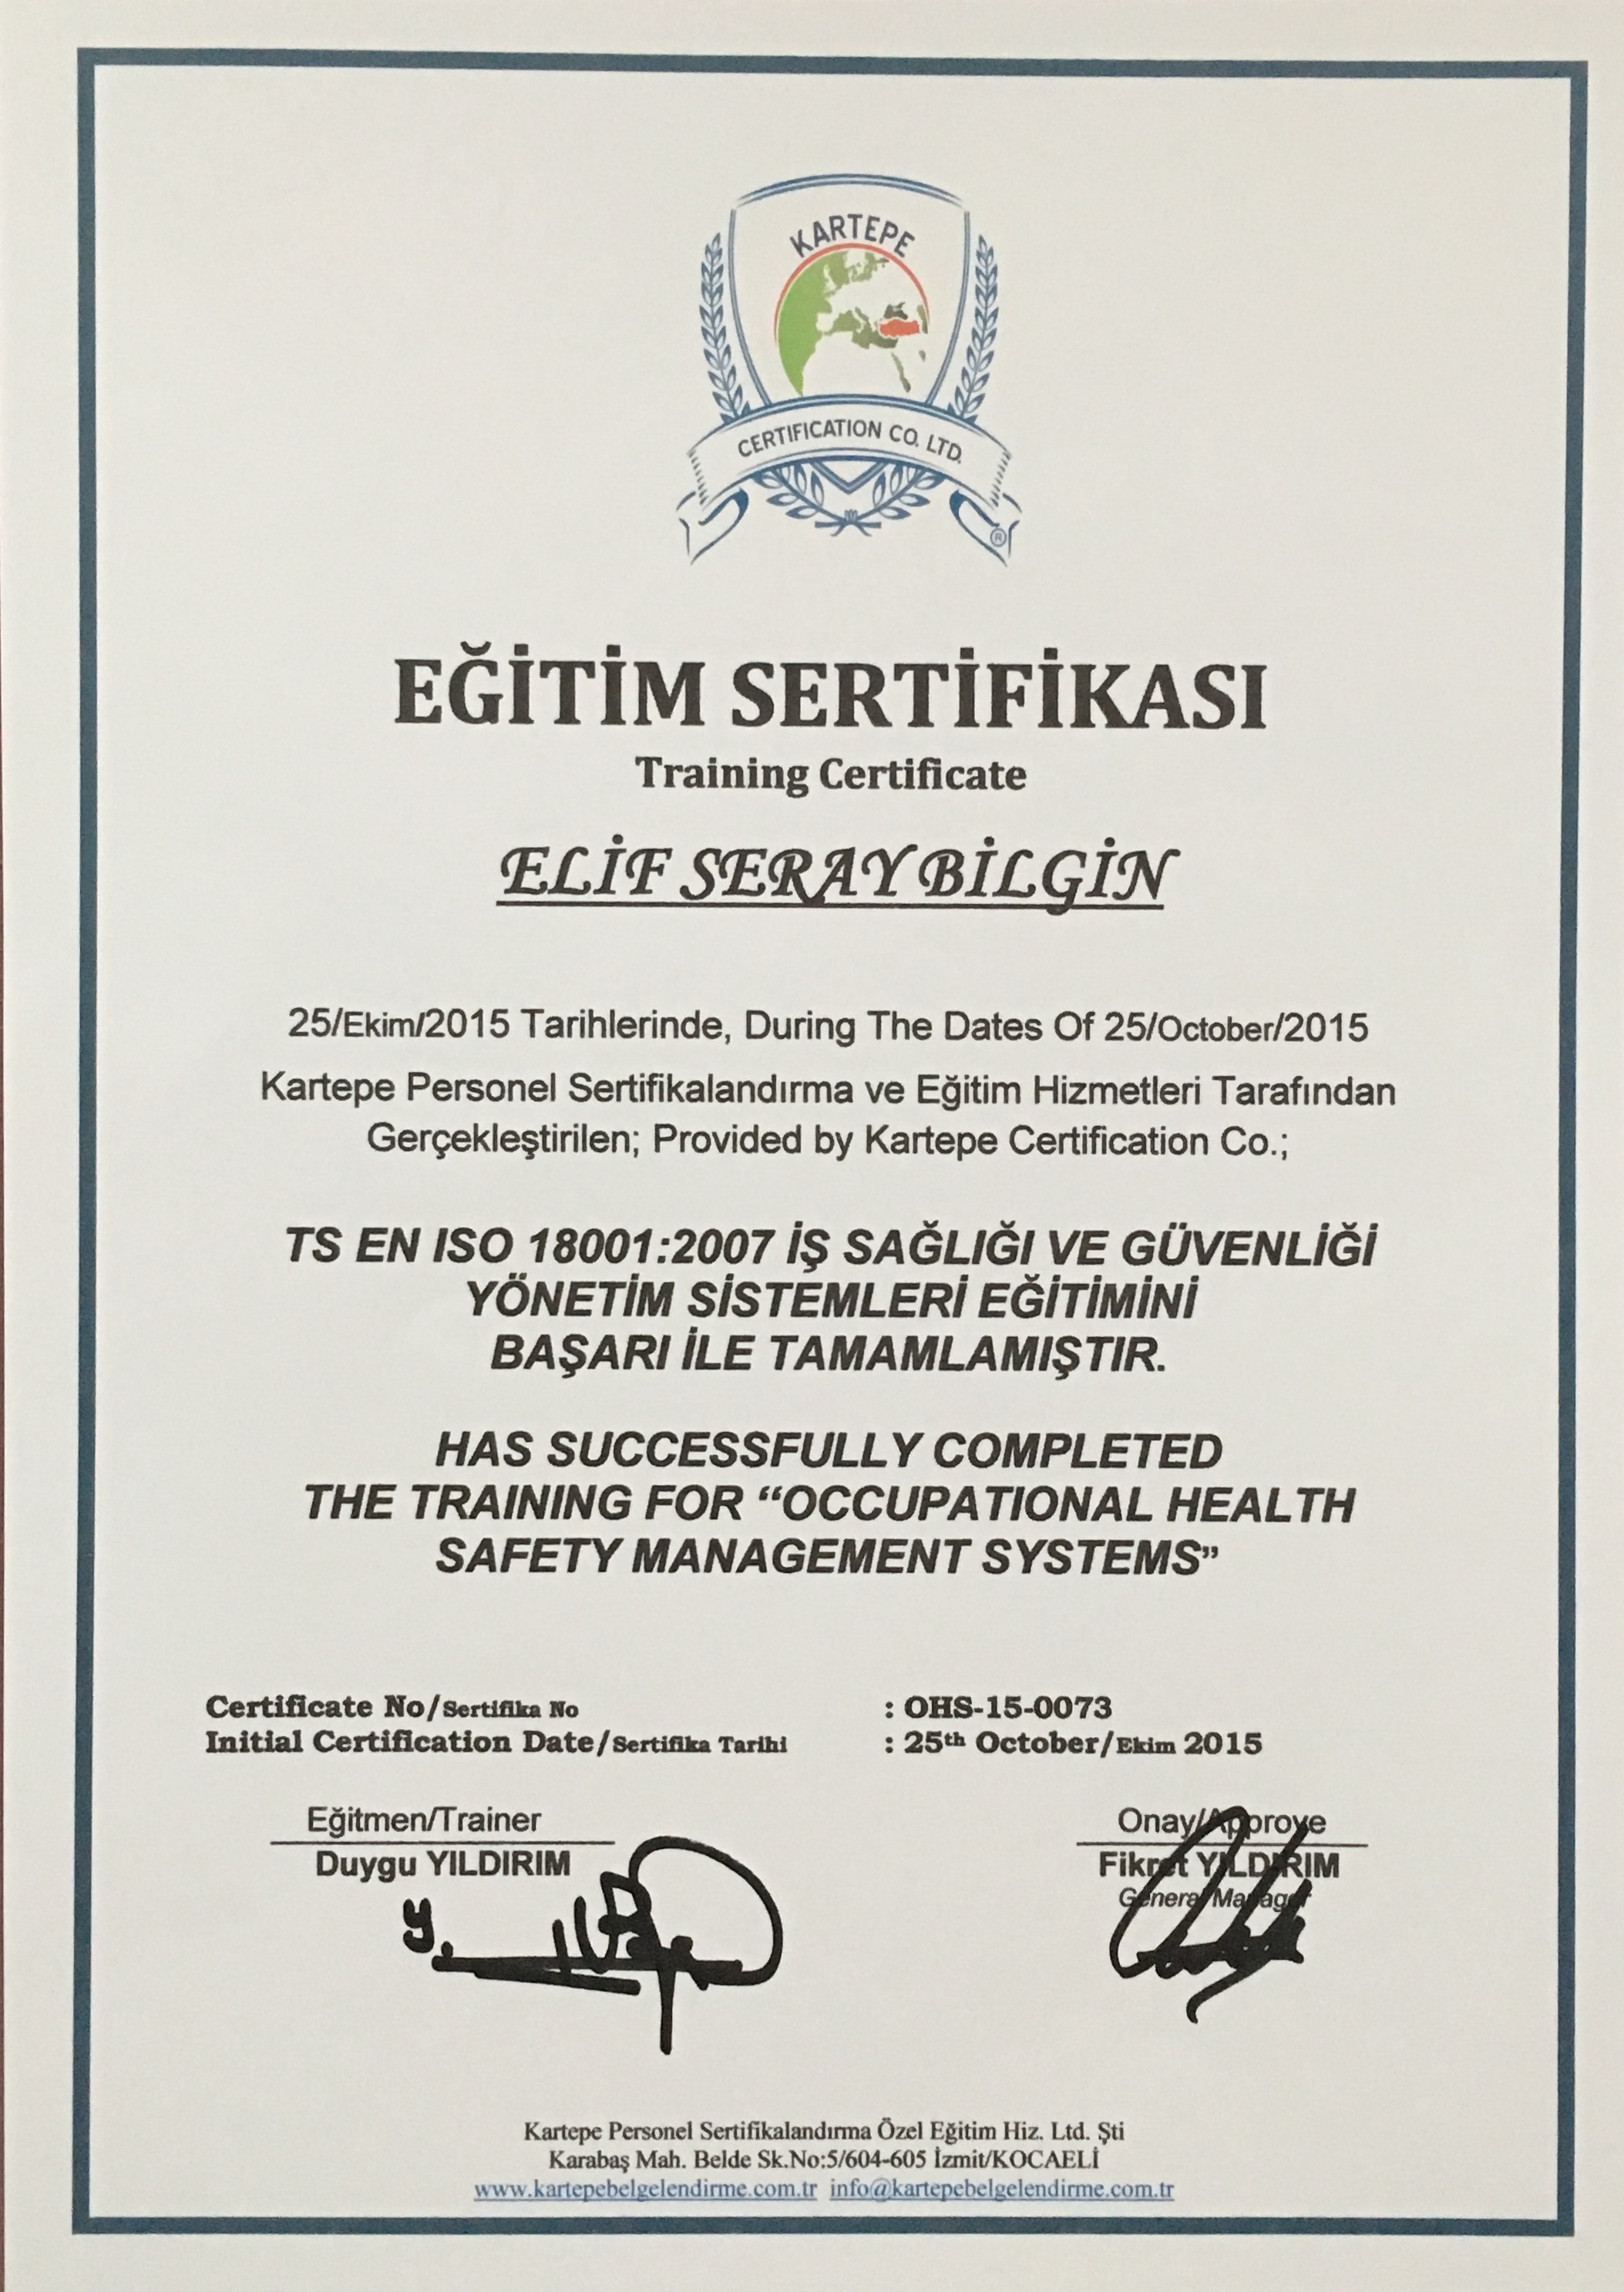 KARTEPE
CERTIFICATION CO. LTD.
®
EĞİTİM SERTİFİKASI
Training Certificate
ELİF SERAY BİLGİN
25/Ekim/2015 Tarihlerinde, During The Dates Of 25/October/2015
Kartepe Personel Sertifikalandırma ve Eğitim Hizmetleri Tarafından
Gerçekleştirilen; Provided by Kartepe Certification Co.;
TS EN ISO 18001:2007 İŞ SAĞLIĞI VE GÜVENLİĞİ
YÖNETİM SİSTEMLERİ EĞİTİMİNİ
BAŞARI İLE TAMAMLAMIŞTIR.
HAS SUCCESSFULLY COMPLETED
THE TRAINING FOR “OCCUPATIONAL HEALTH
SAFETY MANAGEMENT SYSTEMS”
Certificate No/Sertifika No : OHS-15-0073
Initial Certification Date/Sertifika Tarihi : 25th October/Ekim 2015
Eğitmen/Trainer
Duygu YILDIRIM
Onay/Approve
Fikret YILDIRIM
General Manager
Kartepe Personel Sertifikalandırma Özel Eğitim Hiz. Ltd. Şti
Karabaş Mah. Belde Sk.No:5/604-605 İzmit/KOCAELİ
www.kartepebelgelendirme.com.tr info@kartepebelgelendirme.com.tr